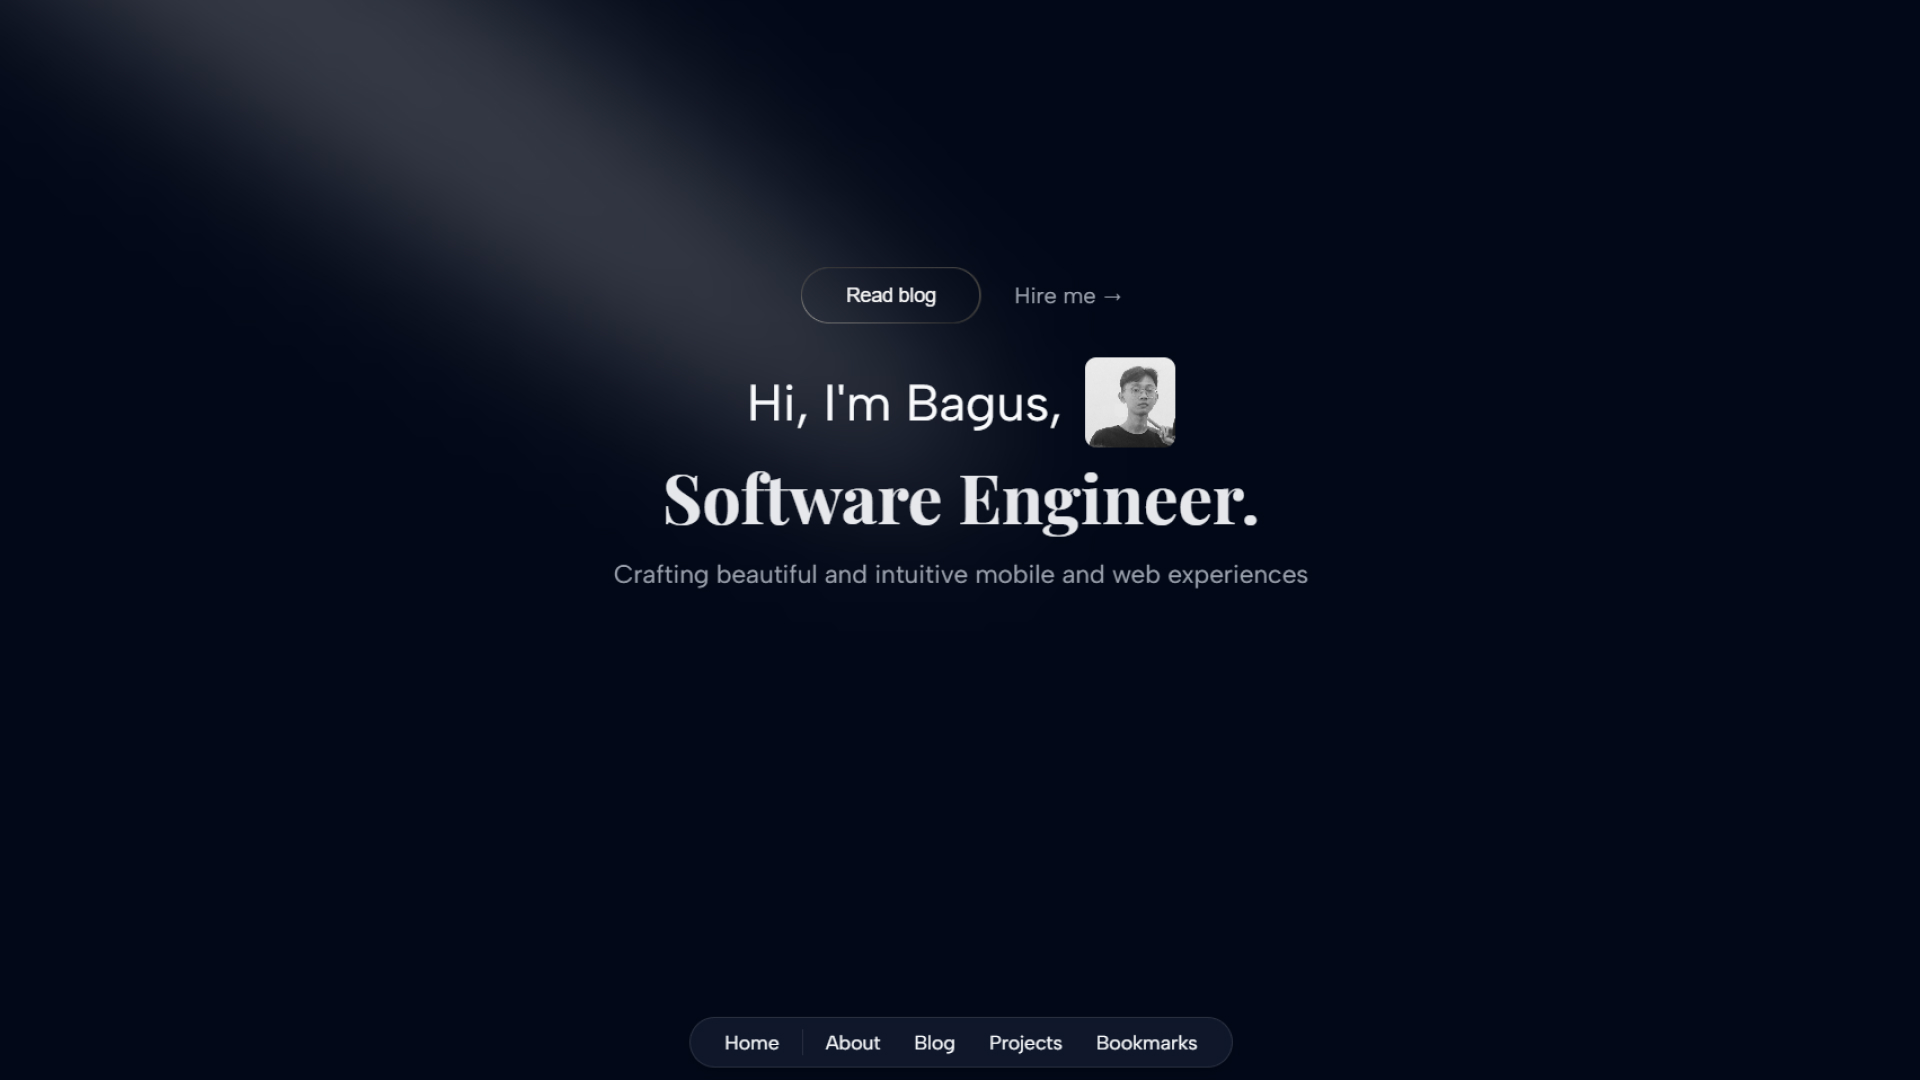 Read blog Hire me →
Hi, I'm Bagus,
Software Engineer.
Crafting beautiful and intuitive mobile and web experiences
Home About Blog Projects Bookmarks